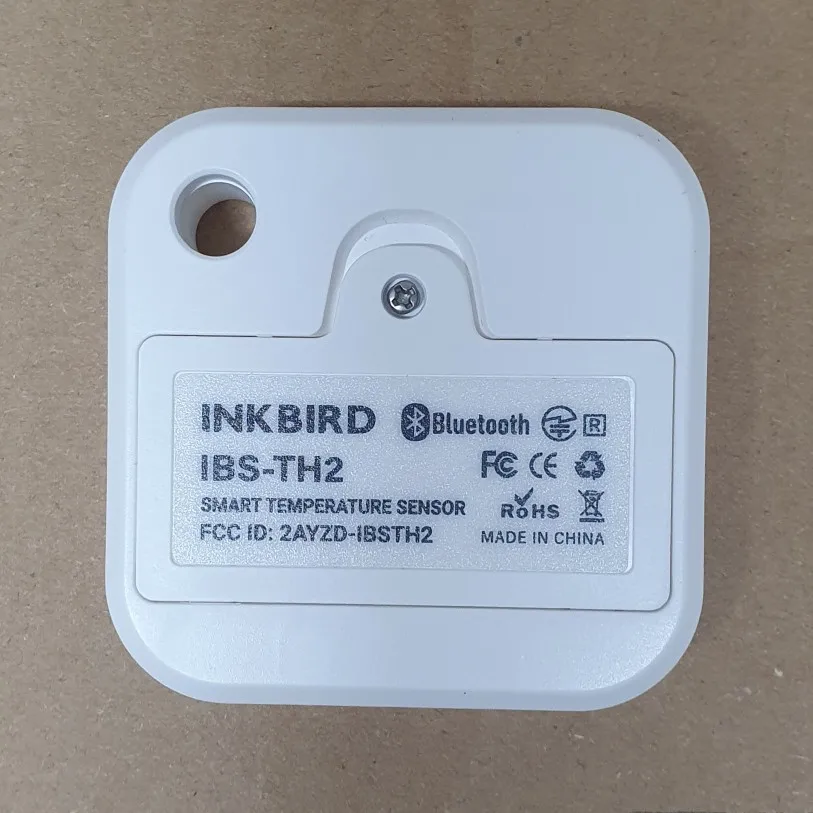 INKBIRD Bluetooth R
IBS-TH2 FC CE
SMART TEMPERATURE SENSOR RoHS
FCC ID: 2AYZD-IBSTH2 MADE IN CHINA